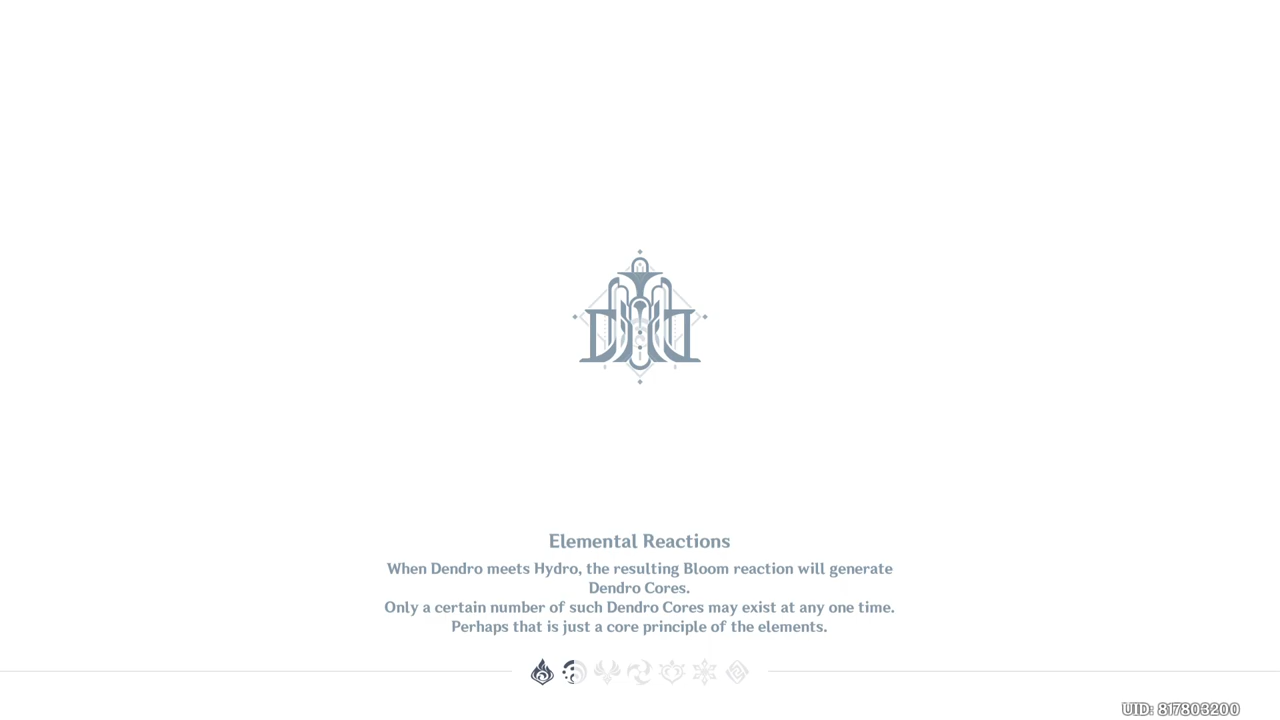 Elemental Reactions
When Dendro meets Hydro, the resulting Bloom reaction will generate
Dendro Cores.
Only a certain number of such Dendro Cores may exist at any one time.
Perhaps that is just a core principle of the elements.
UID: 817803200